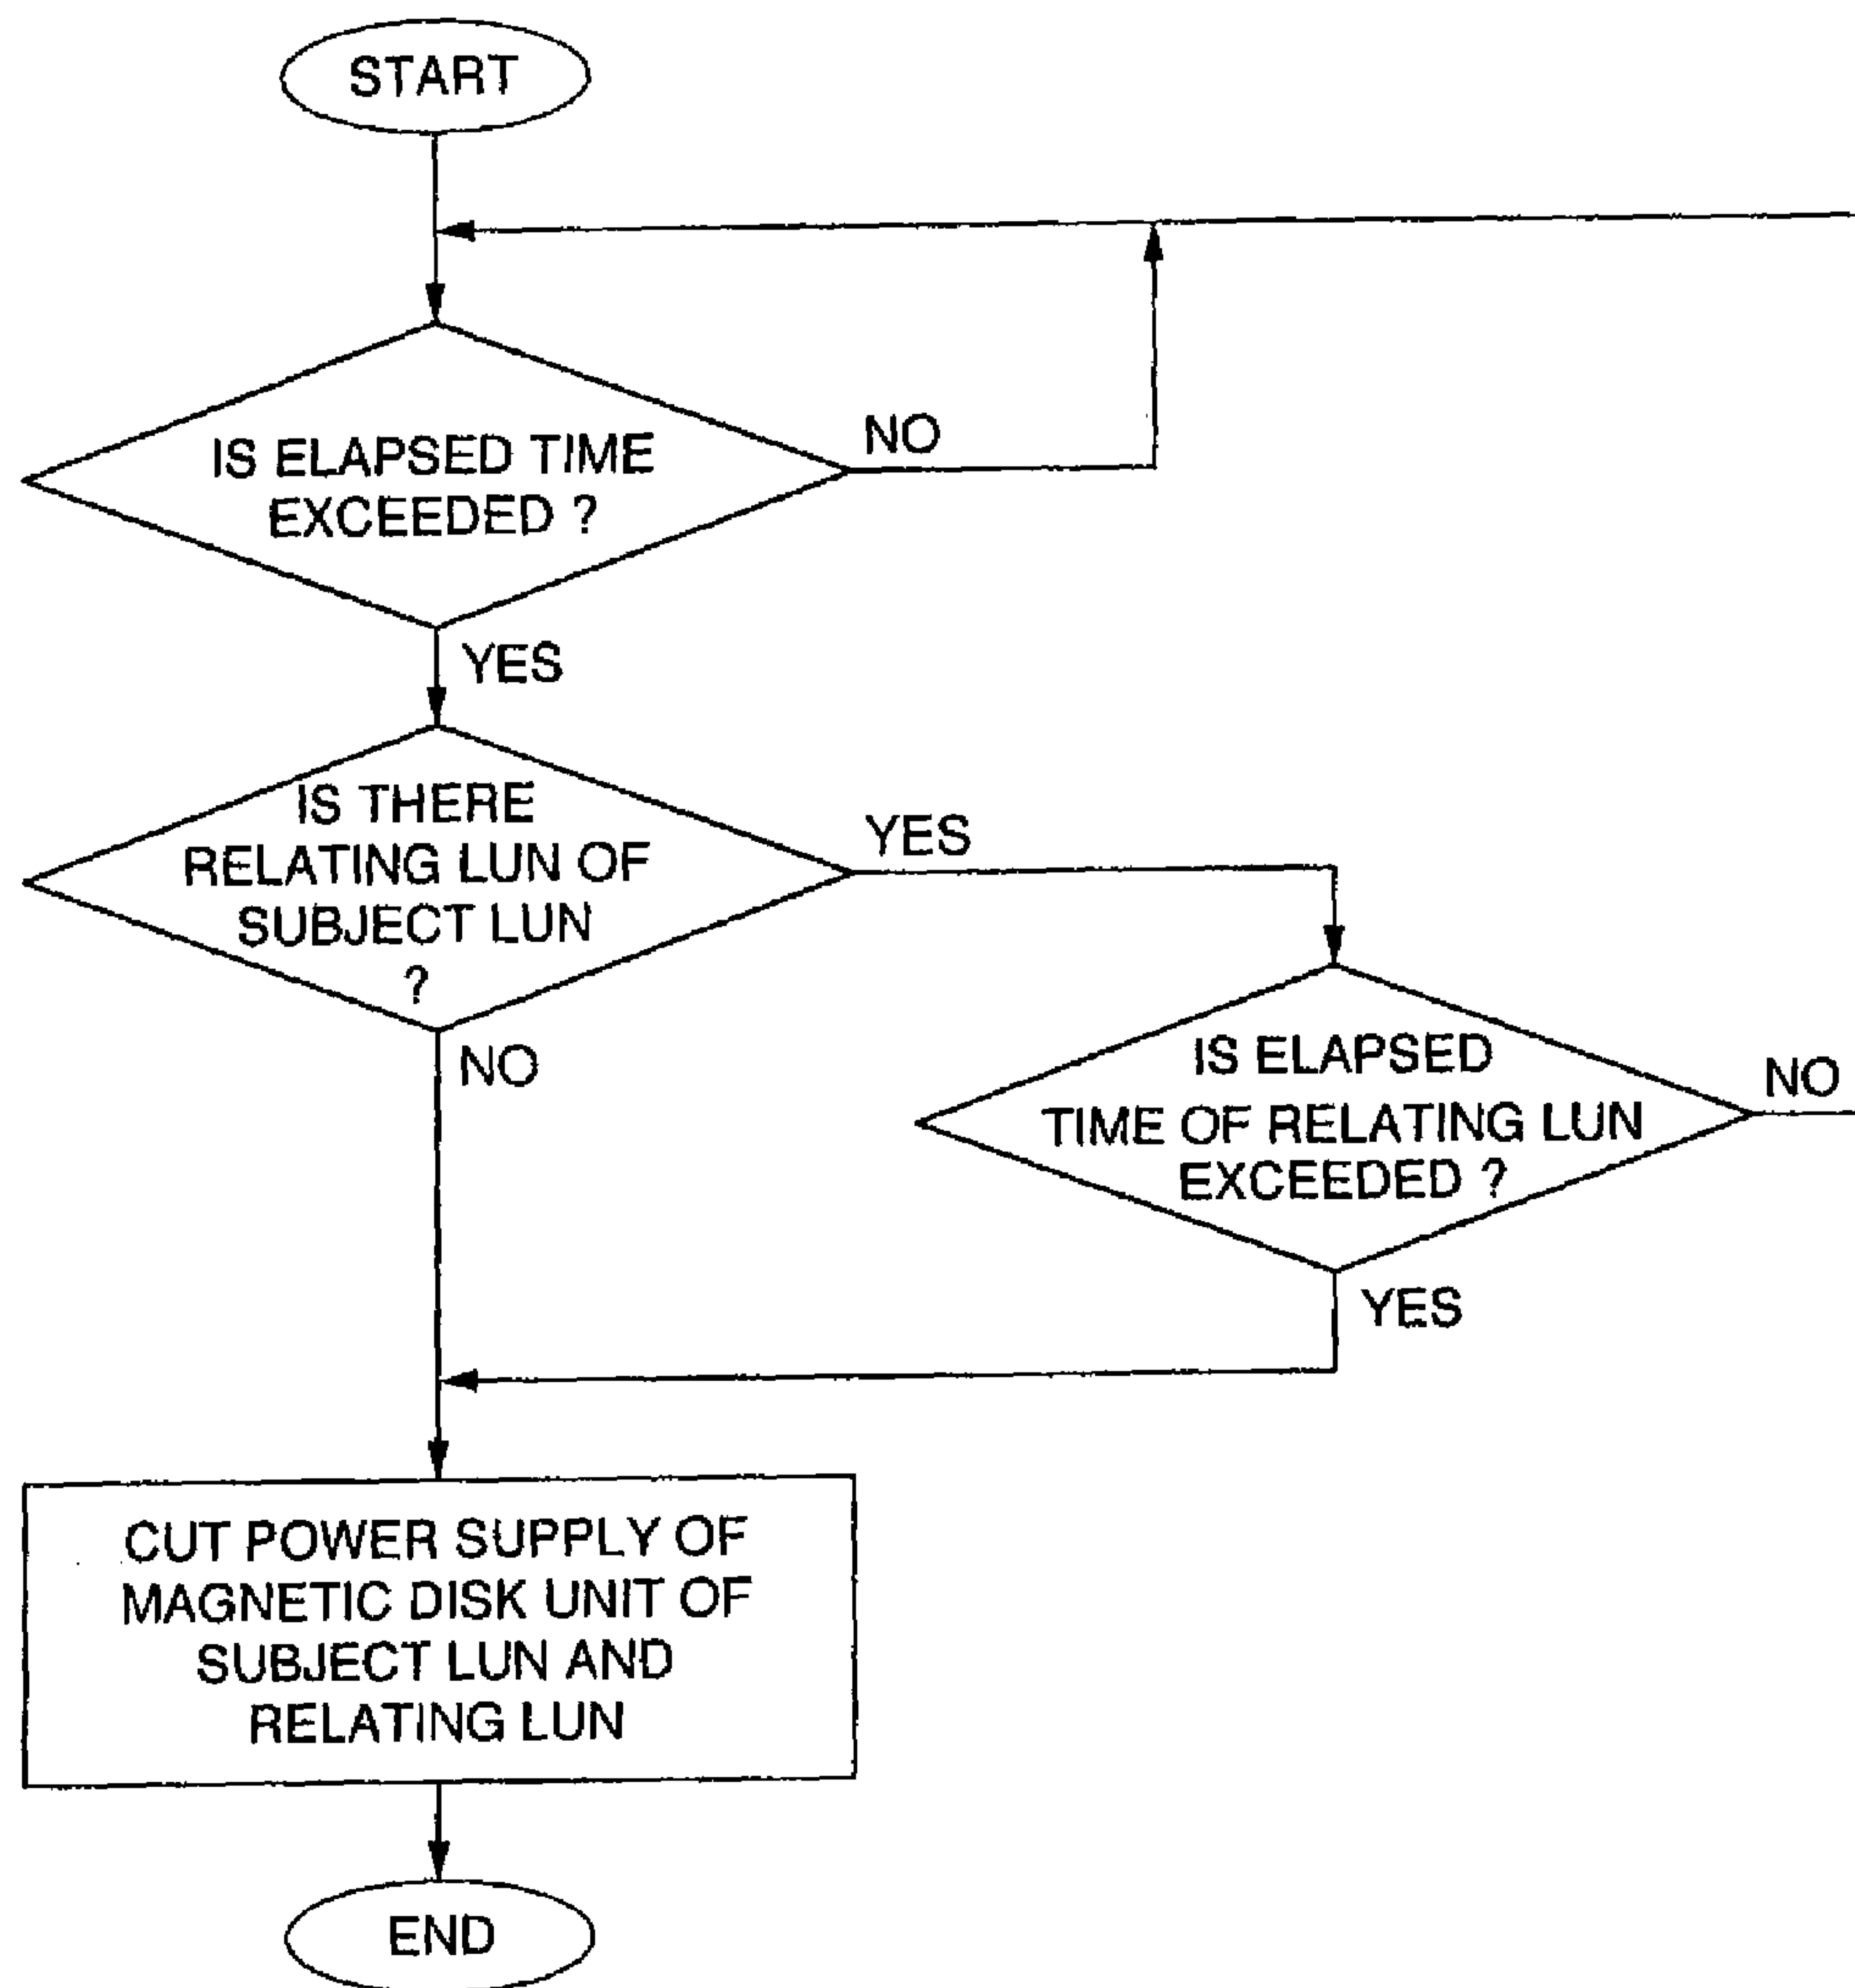 START
IS ELAPSED TIME
EXCEEDED ?
NO
YES
IS THERE
RELATING LUN OF
SUBJECT LUN
?
YES
NO
IS ELAPSED
TIME OF RELATING LUN
EXCEEDED ?
NO
YES
CUT POWER SUPPLY OF
MAGNETIC DISK UNIT OF
SUBJECT LUN AND
RELATING LUN
END